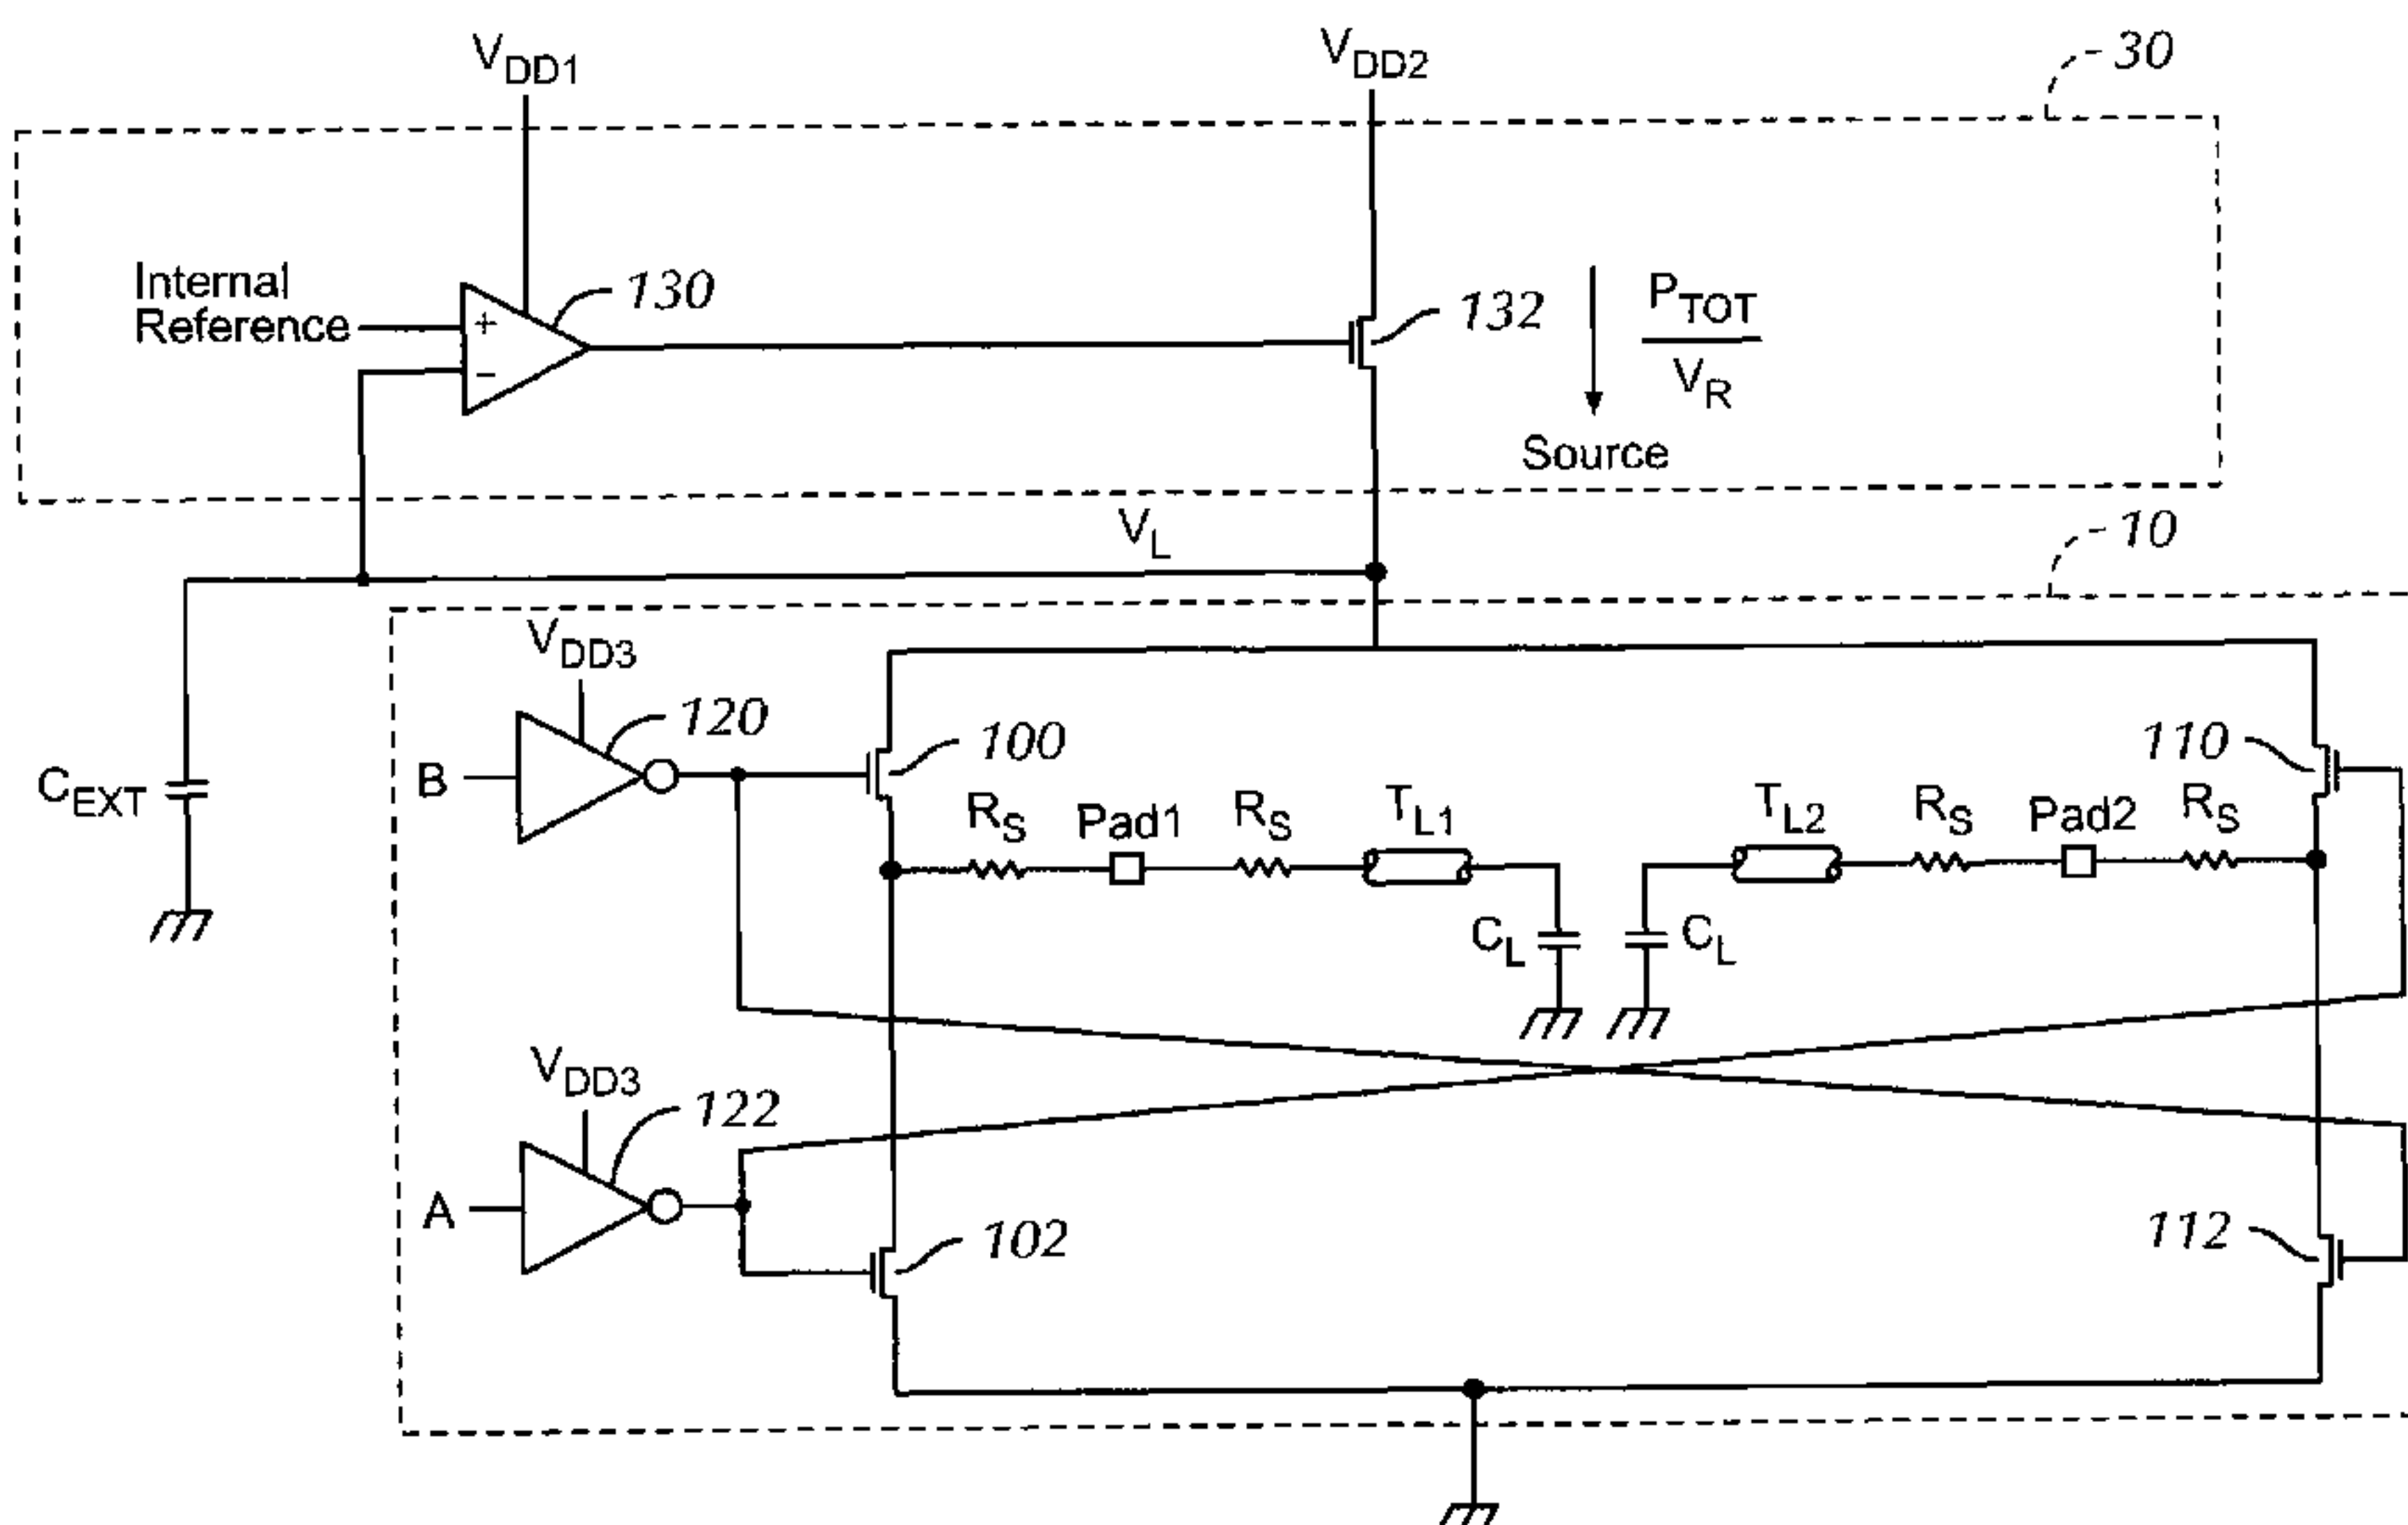 VDD1
VDD2
30
Internal
Reference
+
−
130
132
PTOT
VR
Source
VL
10
VDD3
120
B
100
110
CEXT
RS
Pad1
RS
TL1
TL2
RS
Pad2
RS
CL
CL
VDD3
122
A
102
112